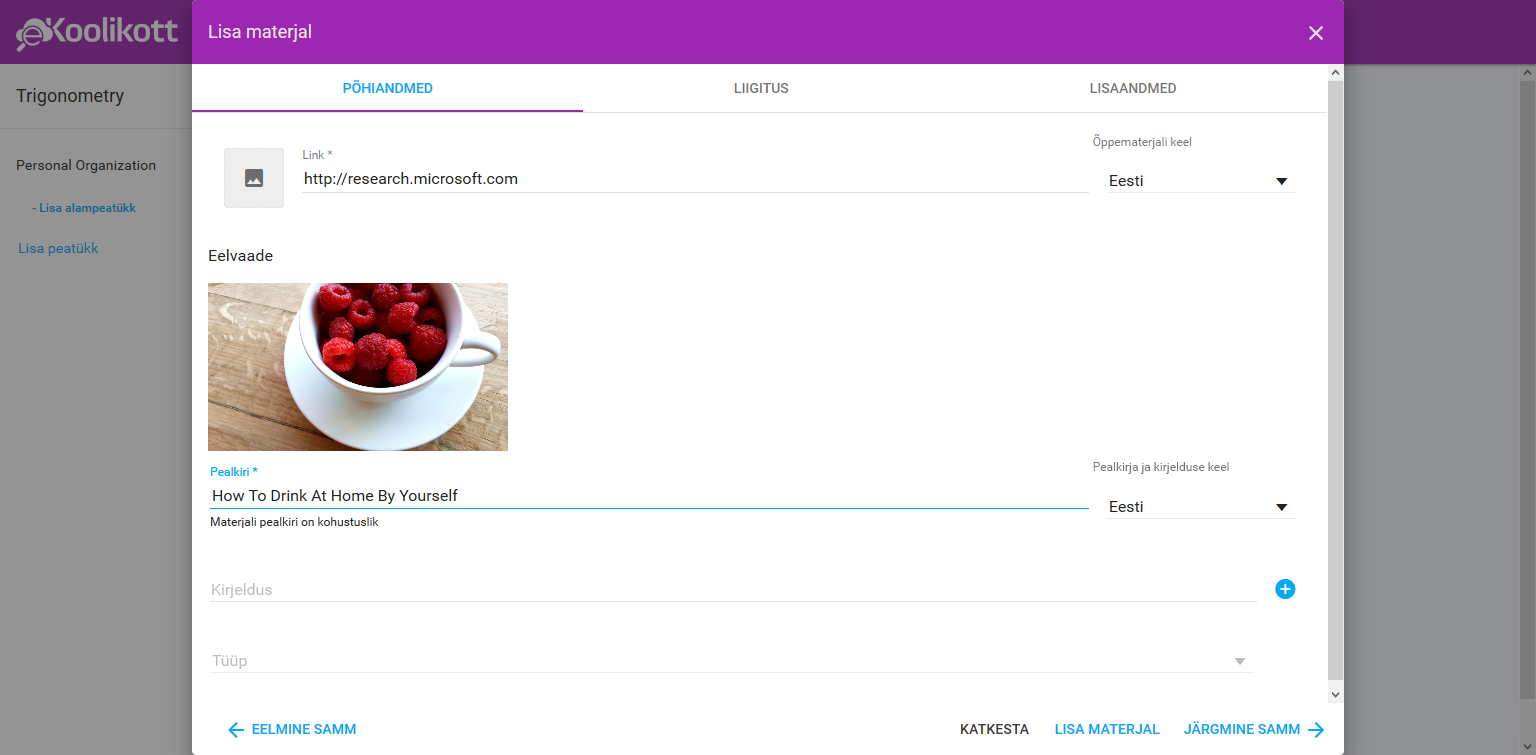 eKoolikott
Lisa materjal
Trigonometry
Personal Organization
- Lisa alampeatükk
Lisa peatükk
PÕHIANDMED
LIIGITUS
LISAANDMED
Link *
http://research.microsoft.com
Õppematerjali keel
Eesti
Eelvaade
Pealkiri *
How To Drink At Home By Yourself
Materjali pealkiri on kohustuslik
Pealkirja ja kirjelduse keel
Eesti
Kirjeldus
Tüüp
EELMINE SAMM
KATKESTA
LISA MATERJAL
JÄRGMINE SAMM